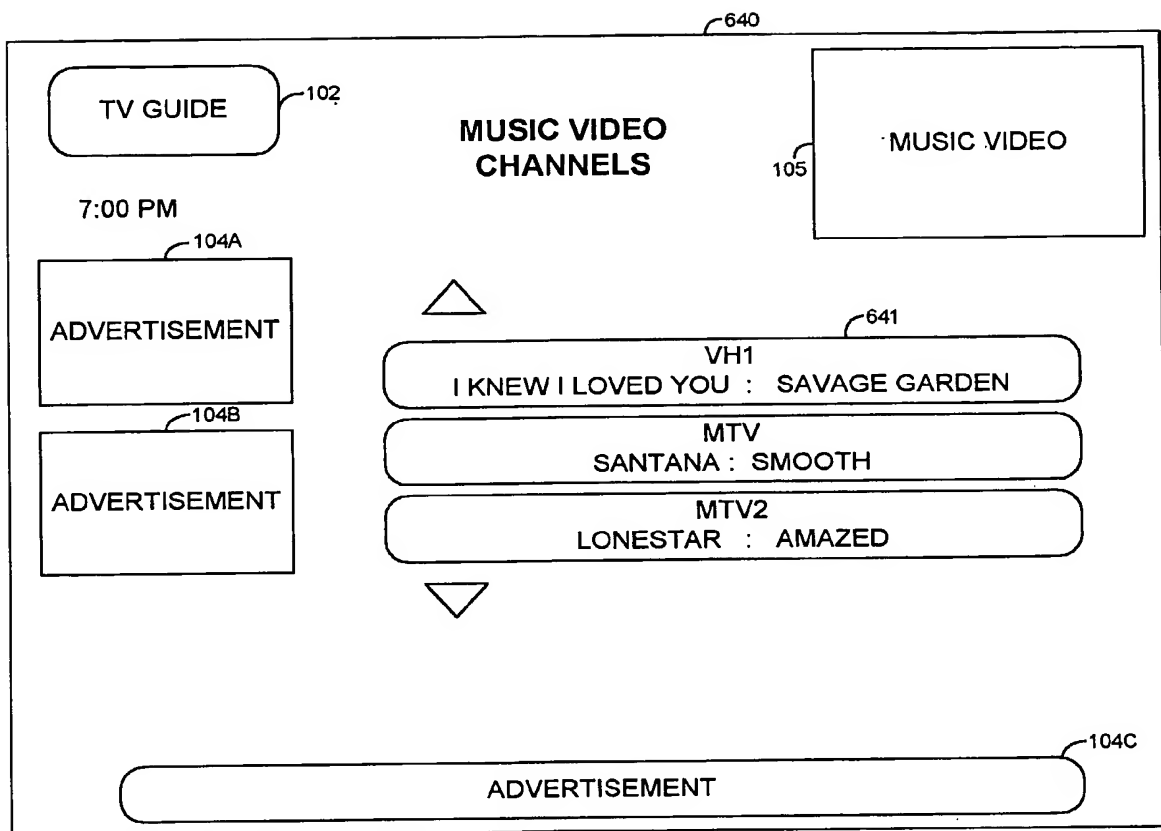 640
TV GUIDE
102
MUSIC VIDEO
CHANNELS
105
MUSIC VIDEO
7:00 PM
104A
ADVERTISEMENT
104B
ADVERTISEMENT
641
VH1
I KNEW I LOVED YOU : SAVAGE GARDEN
MTV
SANTANA : SMOOTH
MTV2
LONESTAR : AMAZED
104C
ADVERTISEMENT